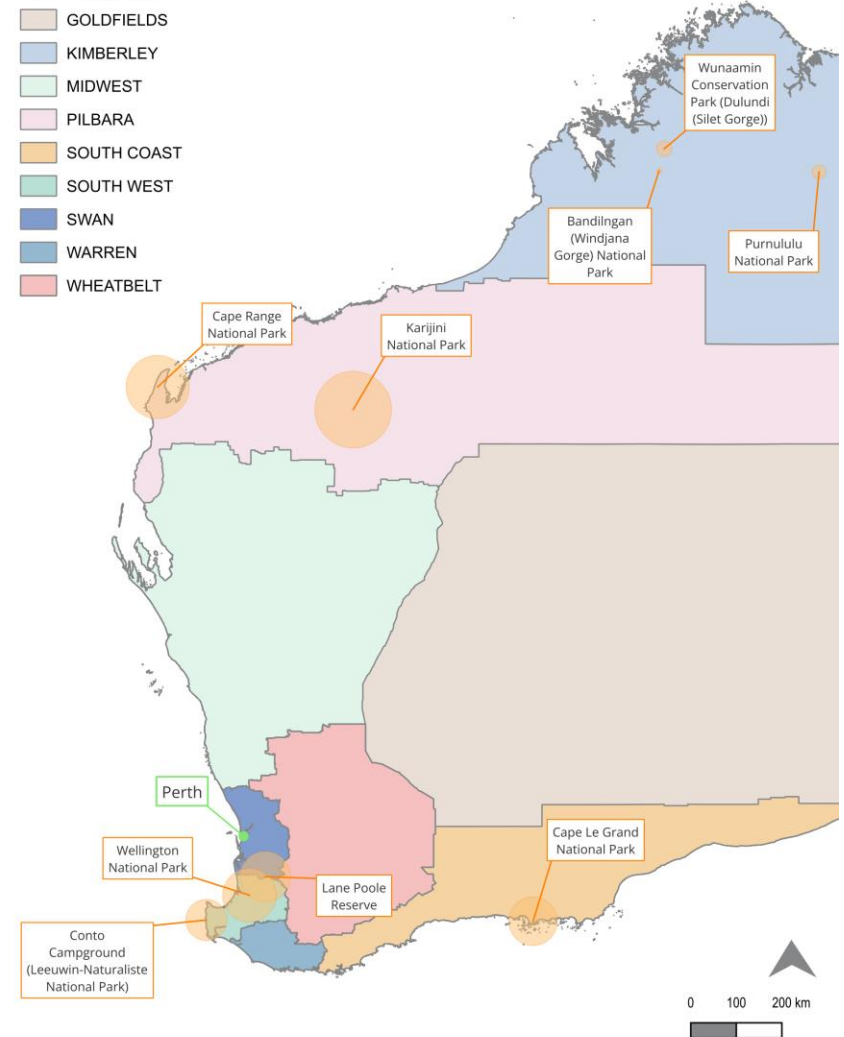 GOLDFIELDS
KIMBERLEY
MIDWEST
PILBARA
SOUTH COAST
SOUTH WEST
SWAN
WARREN
WHEATBELT
Wunaamin
Conservation
Park (Dulundi
(Silet Gorge))
Bandilngan
(Windjana
Gorge) National
Park
Purnululu
National Park
Cape Range
National Park
Karijini
National Park
Perth
Wellington
National Park
Lane Poole
Reserve
Cape Le Grand
National Park
Conto
Campground
(Leeuwin-Naturaliste
National Park)
0 100 200 km